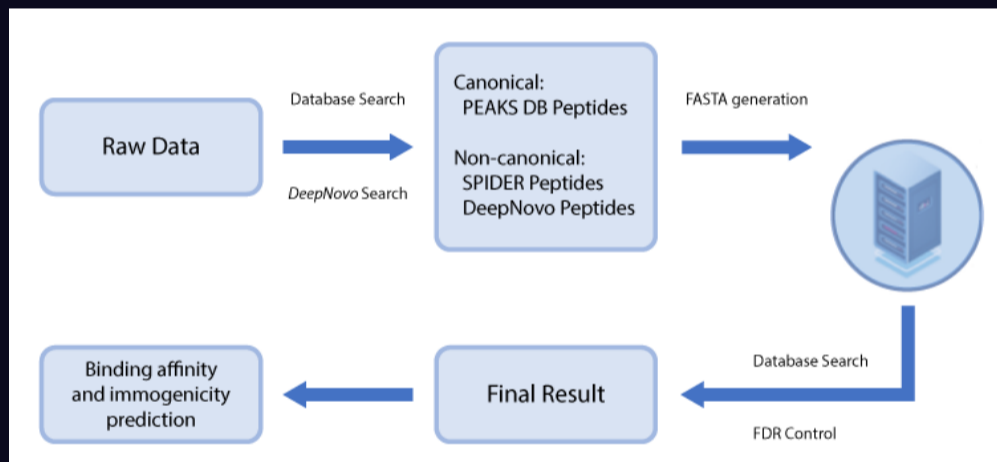 Raw Data
Database Search
DeepNovo Search
Canonical:
PEAKS DB Peptides
Non-canonical:
SPIDER Peptides
DeepNovo Peptides
FASTA generation
Database Search
FDR Control
Final Result
Binding affinity
and immogenicity
prediction